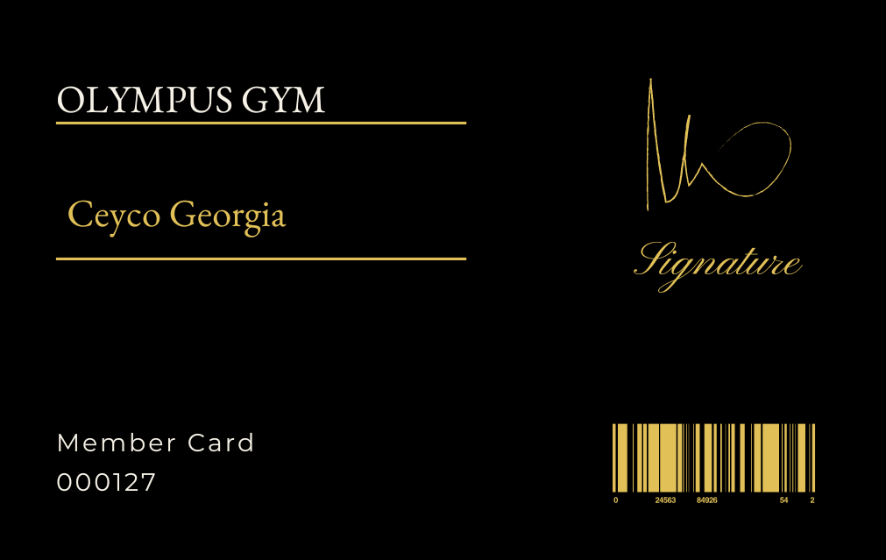 OLYMPUS GYM
Ceyco Georgia
Signature
Member Card
000127
0 24563 84926 54 2